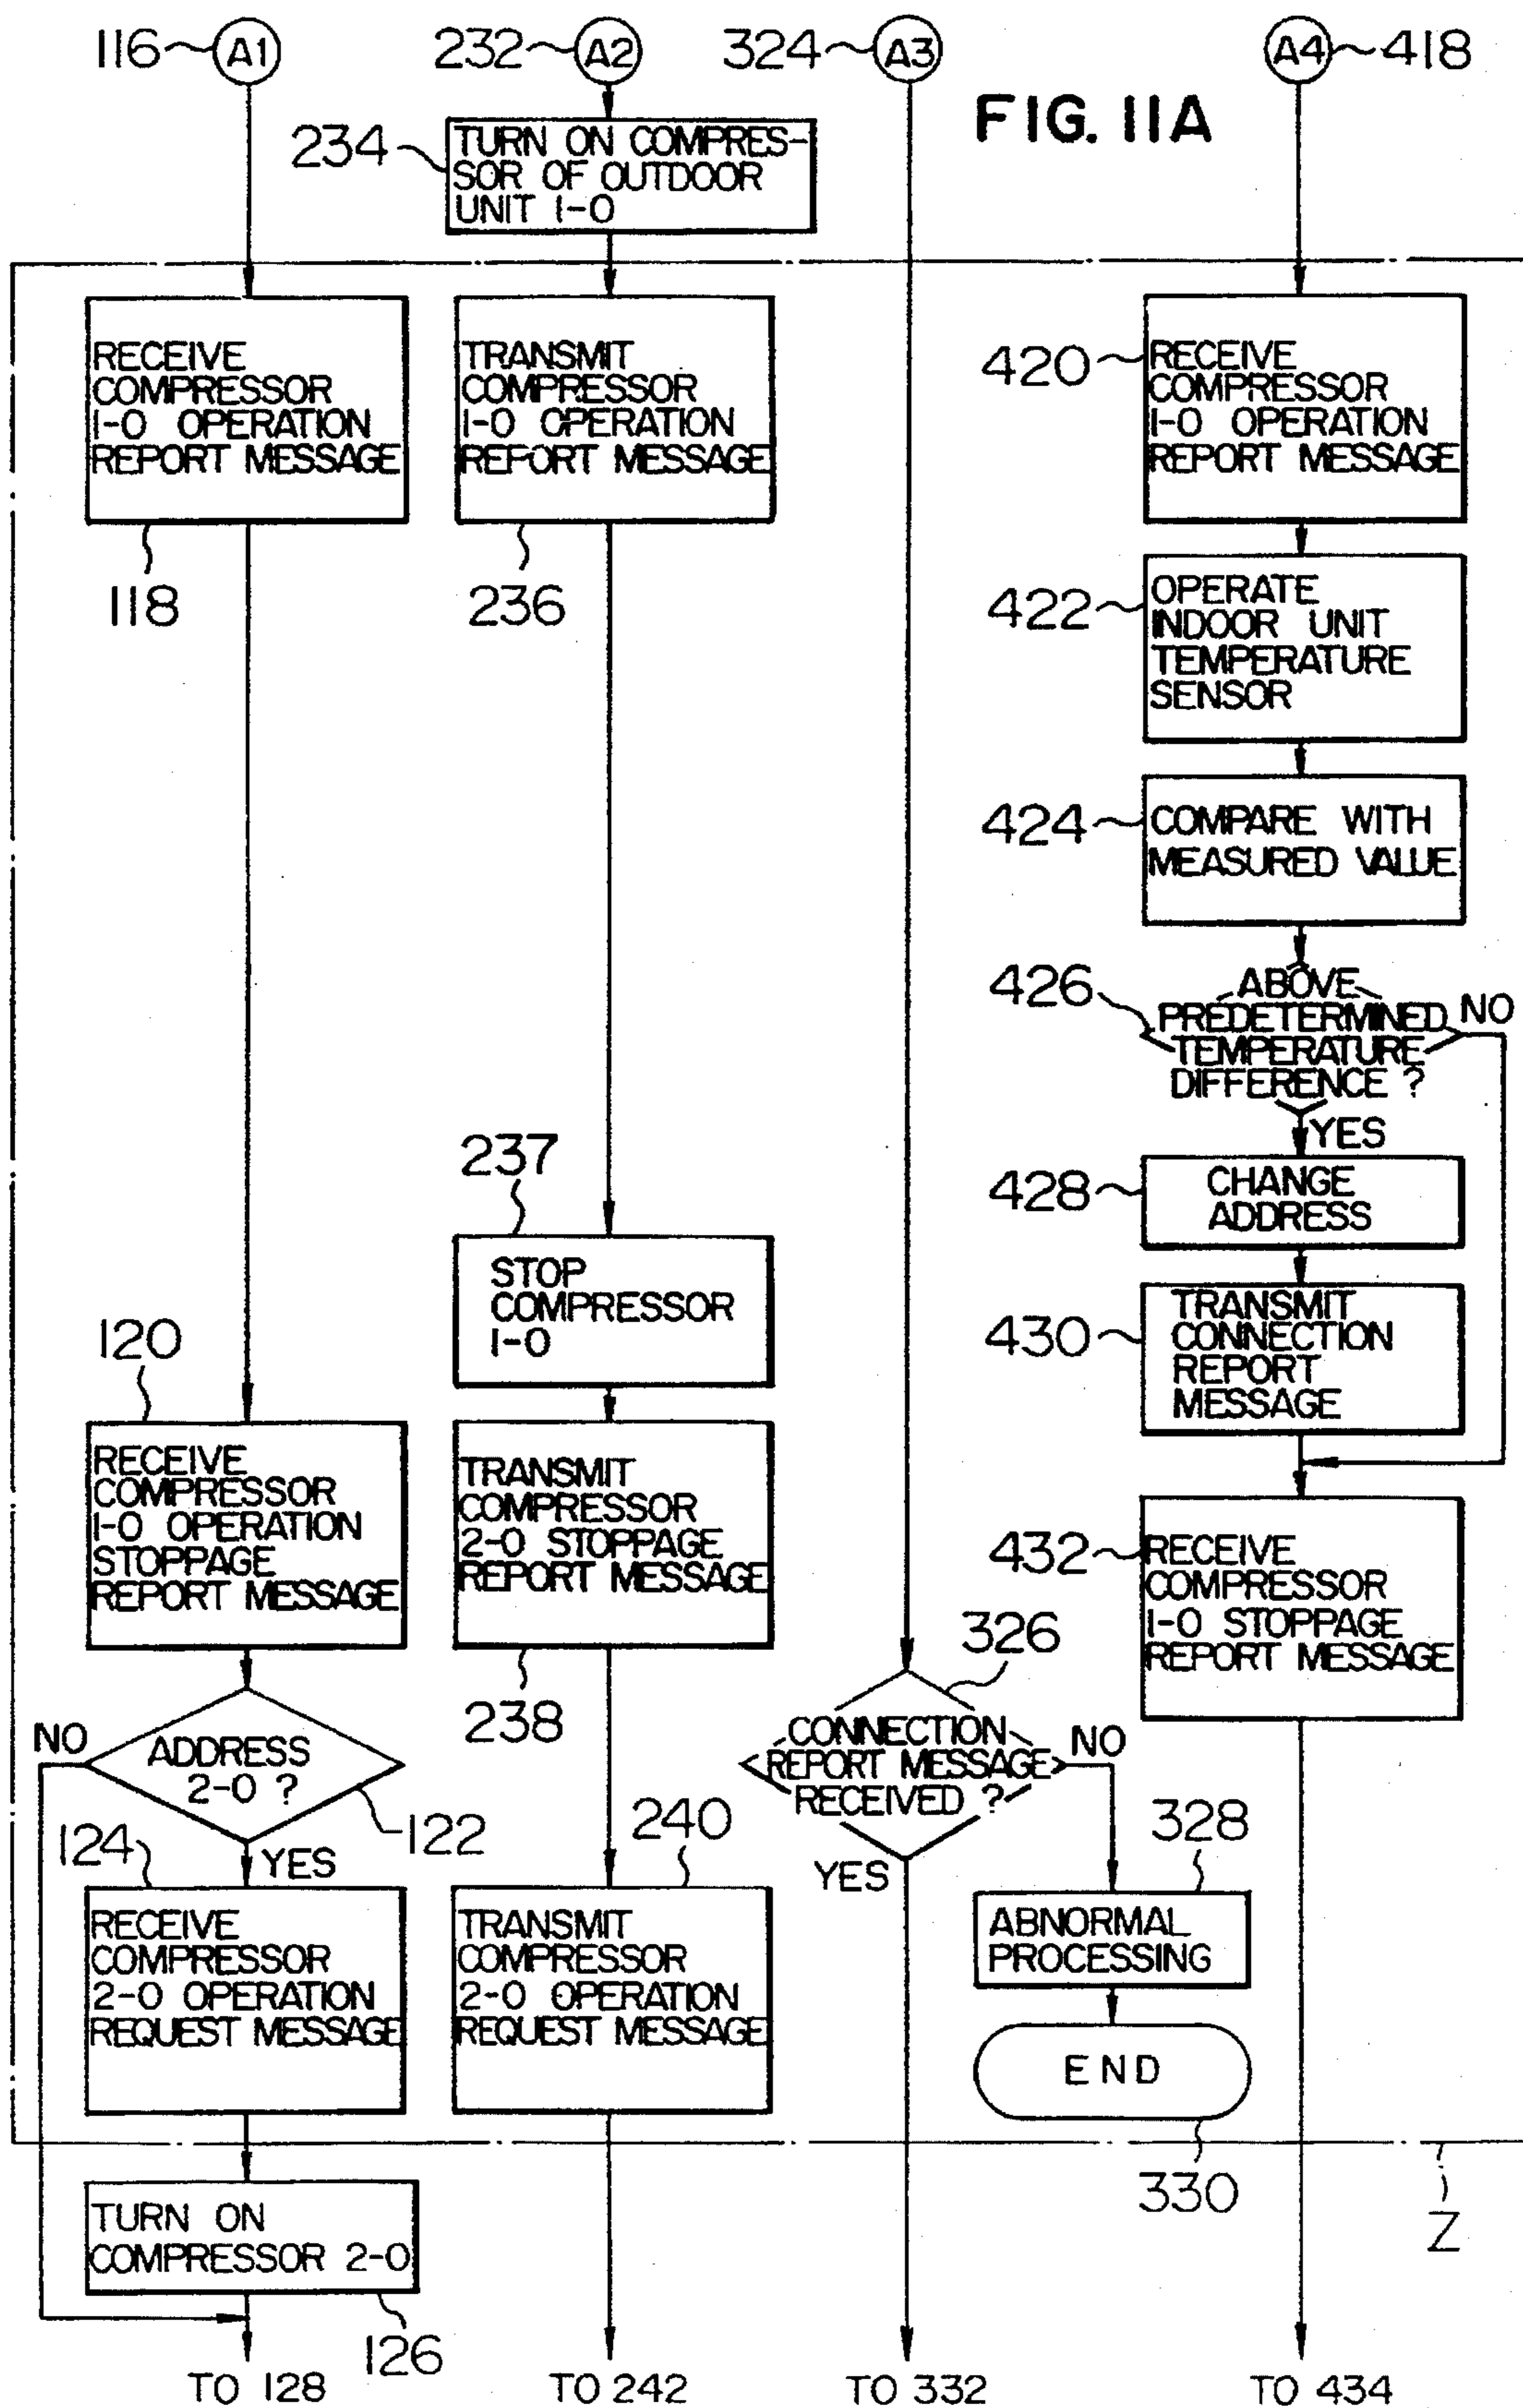 116
A1
232
A2
324
A3
A4
418
FIG. 11A
234
TURN ON COMPRES-
SOR OF OUTDOOR
UNIT 1-0
RECEIVE
COMPRESSOR
1-0 OPERATION
REPORT MESSAGE
118
TRANSMIT
COMPRESSOR
1-0 OPERATION
REPORT MESSAGE
236
420
RECEIVE
COMPRESSOR
1-0 OPERATION
REPORT MESSAGE
422
OPERATE
INDOOR UNIT
TEMPERATURE
SENSOR
424
COMPARE WITH
MEASURED VALUE
426
ABOVE
PREDETERMINED
TEMPERATURE
DIFFERENCE ?
NO
YES
428
CHANGE
ADDRESS
430
TRANSMIT
CONNECTION
REPORT
MESSAGE
432
RECEIVE
COMPRESSOR
1-0 STOPPAGE
REPORT MESSAGE
237
STOP
COMPRESSOR
1-0
120
RECEIVE
COMPRESSOR
1-0 OPERATION
STOPPAGE
REPORT MESSAGE
TRANSMIT
COMPRESSOR
2-0 STOPPAGE
REPORT MESSAGE
238
326
CONNECTION
REPORT MESSAGE
RECEIVED ?
NO
YES
NO
ADDRESS
2-0 ?
122
YES
124
RECEIVE
COMPRESSOR
2-0 OPERATION
REQUEST MESSAGE
240
TRANSMIT
COMPRESSOR
2-0 OPERATION
REQUEST MESSAGE
328
ABNORMAL
PROCESSING
END
330
Z
TURN ON
COMPRESSOR 2-0
126
TO 128
TO 242
TO 332
TO 434